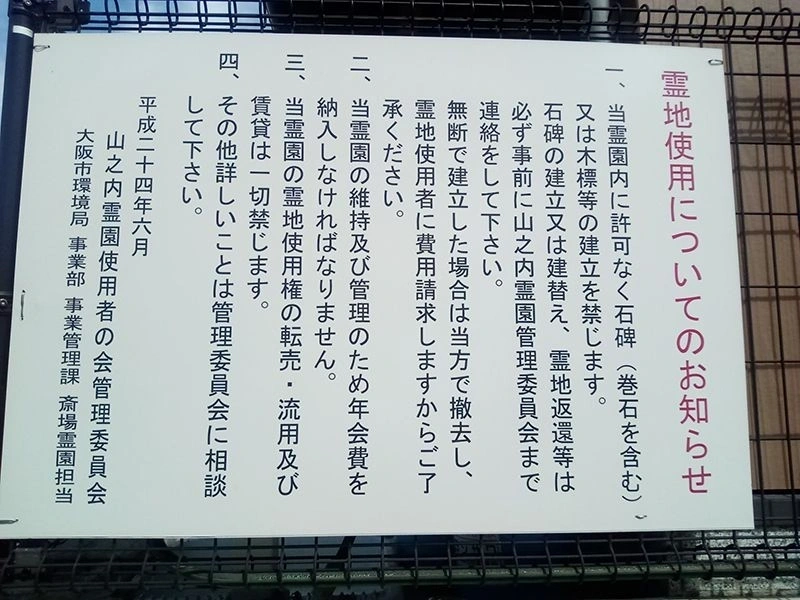 霊地使用についてのお知らせ
一、当霊園内に許可なく石碑（巻石を含む）
又は木標等の建立を禁じます。
石碑の建立又は建替え、霊地返還等は
必ず事前に山之内霊園管理委員会まで
連絡をして下さい。
無断で建立した場合は当方で撤去し、
霊地使用者に費用請求しますからご了
承ください。
二、当霊園の維持及び管理のため年会費を
納入しなければなりません。
三、当霊園の霊地使用権の転売・流用及び
賃貸は一切禁じます。
四、その他詳しいことは管理委員会に相談
して下さい。
平成二十四年六月
山之内霊園使用者の会管理委員会
大阪市環境局 事業部 事業管理課 斎場霊園担当